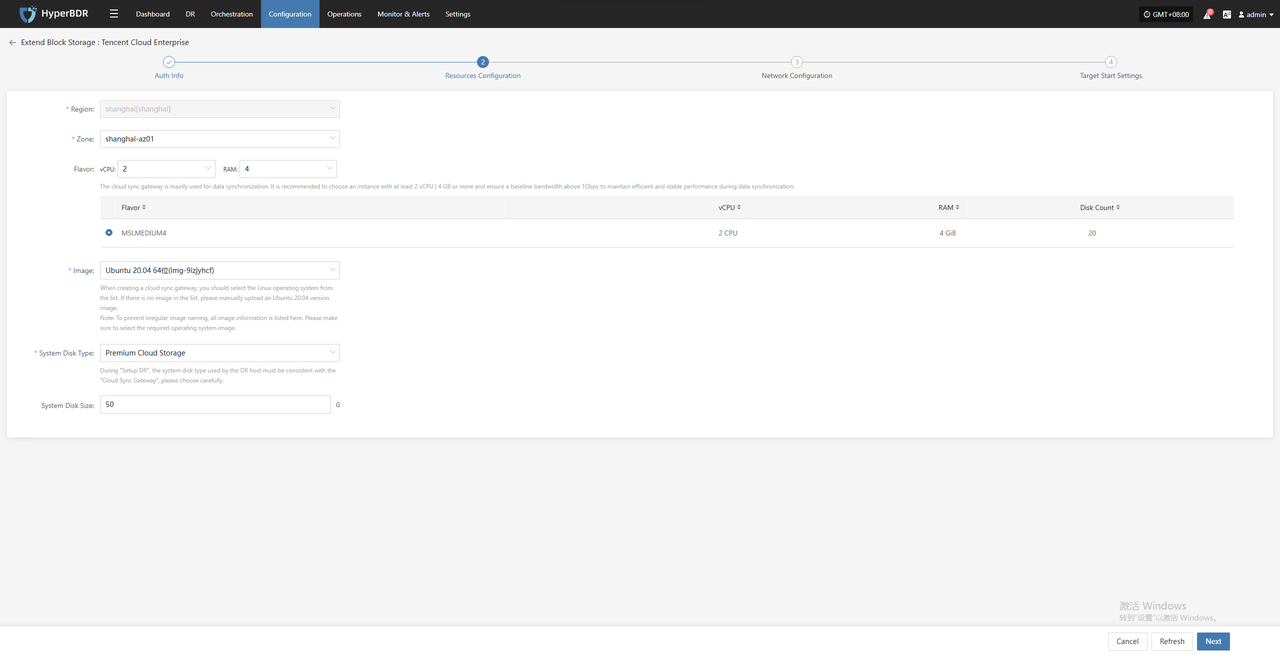 HyperBDR
Dashboard DR Orchestration Configuration Operations Monitor & Alerts Settings GMT+08:00 admin
Extend Block Storage : Tencent Cloud Enterprise
2 3 4
Auth Info Resources Configuration Network Configuration Target Start Settings
* Region: shanghai(shanghai)
* Zone: shanghai-az01
Flavor: vCPU: 2 RAM: 4
The cloud sync gateway is mainly used for data synchronization. It is recommended to choose an instance with at least 2 vCPU | 4 GB or more and ensure a baseline bandwidth above 1Gbps to maintain efficient and stable performance during data synchronization.
Flavor vCPU RAM Disk Count
M5I.MEDIUM4 2 CPU 4 GiB 20
* Image: Ubuntu 20.04 64位(img-9izjyhcf)
When creating a cloud sync gateway, you should select the Linux operating system from
the list. If there is no image in the list, please manually upload an Ubuntu 20.04 version
image.
Note: To prevent irregular image naming, all image information is listed here. Please make
sure to select the required operating system image.
* System Disk Type: Premium Cloud Storage
During "Setup DR", the system disk type used by the DR host must be consistent with the
"Cloud Sync Gateway", please choose carefully.
System Disk Size: 50 G
激活 Windows
转到"设置"以激活 Windows。
Cancel Refresh Next